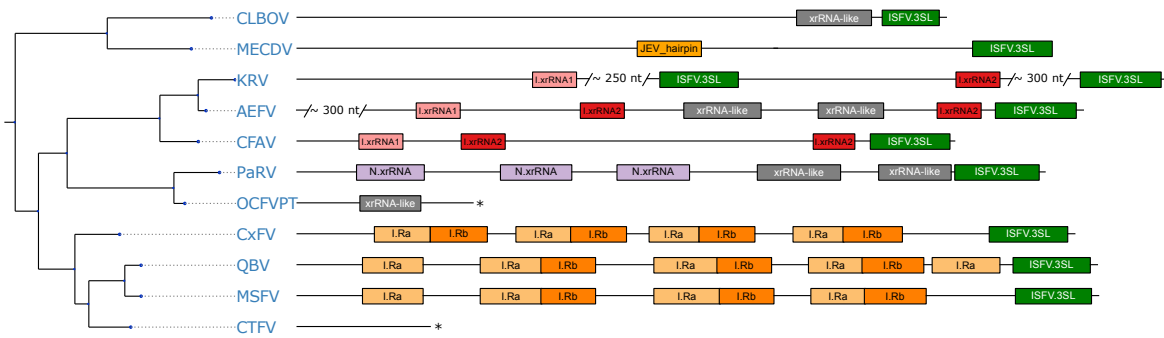 CLBOV xrRNA-like ISFV.3SL
MECDV JEV_hairpin ISFV.3SL
KRV I.xrRNA1 ~ 250 nt ISFV.3SL I.xrRNA2 ~ 300 nt ISFV.3SL
AEFV ~ 300 nt I.xrRNA1 I.xrRNA2 xrRNA-like xrRNA-like I.xrRNA2 ISFV.3SL
CFAV I.xrRNA1 I.xrRNA2 I.xrRNA2 ISFV.3SL
PaRV N.xrRNA N.xrRNA N.xrRNA xrRNA-like xrRNA-like ISFV.3SL
OCFVPT xrRNA-like *
CxFV I.Ra I.Rb I.Ra I.Rb I.Ra I.Rb I.Ra I.Rb ISFV.3SL
QBV I.Ra I.Ra I.Rb I.Ra I.Rb I.Ra I.Rb I.Ra ISFV.3SL
MSFV I.Ra I.Ra I.Rb I.Ra I.Rb I.Ra I.Rb ISFV.3SL
CTFV *